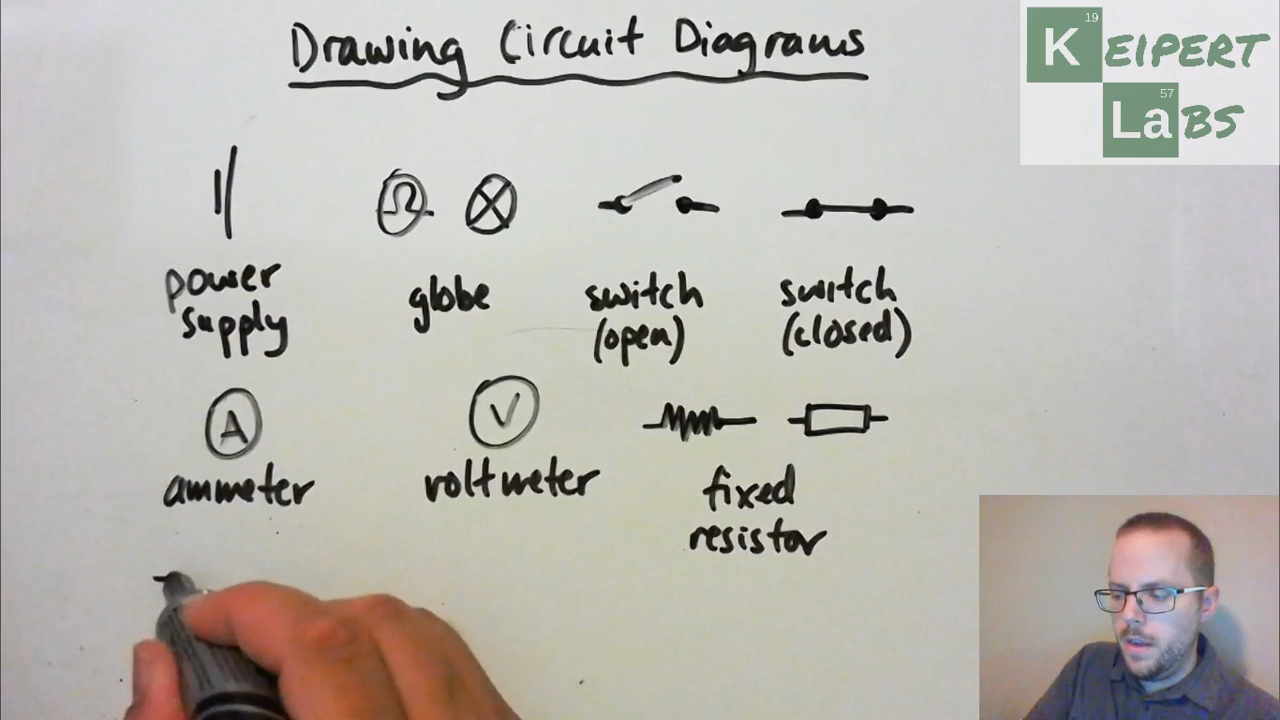 Drawing Circuit Diagrams
19
KEIPERT
57
LaBS
Ω
power
supply
globe
switch
(open)
switch
(closed)
A
V
ammeter
voltmeter
fixed
resistor